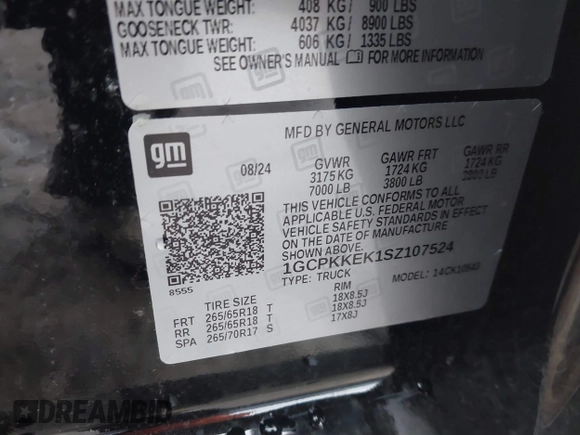 MAX TONGUE WEIGHT: 408 KG / 900 LBS
GOOSENECK TWR: 4037 KG / 8900 LBS
MAX TONGUE WEIGHT: 606 KG / 1335 LBS
SEE OWNER'S MANUAL FOR MORE INFORMATION
gm
MFD BY GENERAL MOTORS LLC
08/24 GVWR GAWR FRT GAWR RR
3175 KG 1724 KG 1724 KG
7000 LB 3800 LB 3800 LB
THIS VEHICLE CONFORMS TO ALL
APPLICABLE U.S. FEDERAL MOTOR
VEHICLE SAFETY STANDARDS IN EFFECT
ON THE DATE OF MANUFACTURE
SHOWN ABOVE.
1GCPKKEK1SZ107524
8555
TYPE: TRUCK MODEL: 14CK10543
TIRE SIZE RIM
FRT 265/65R18 T 18X8.5J
RR 265/65R18 T 18X8.5J
SPA 265/70R17 S 17X8J
DREAMBID